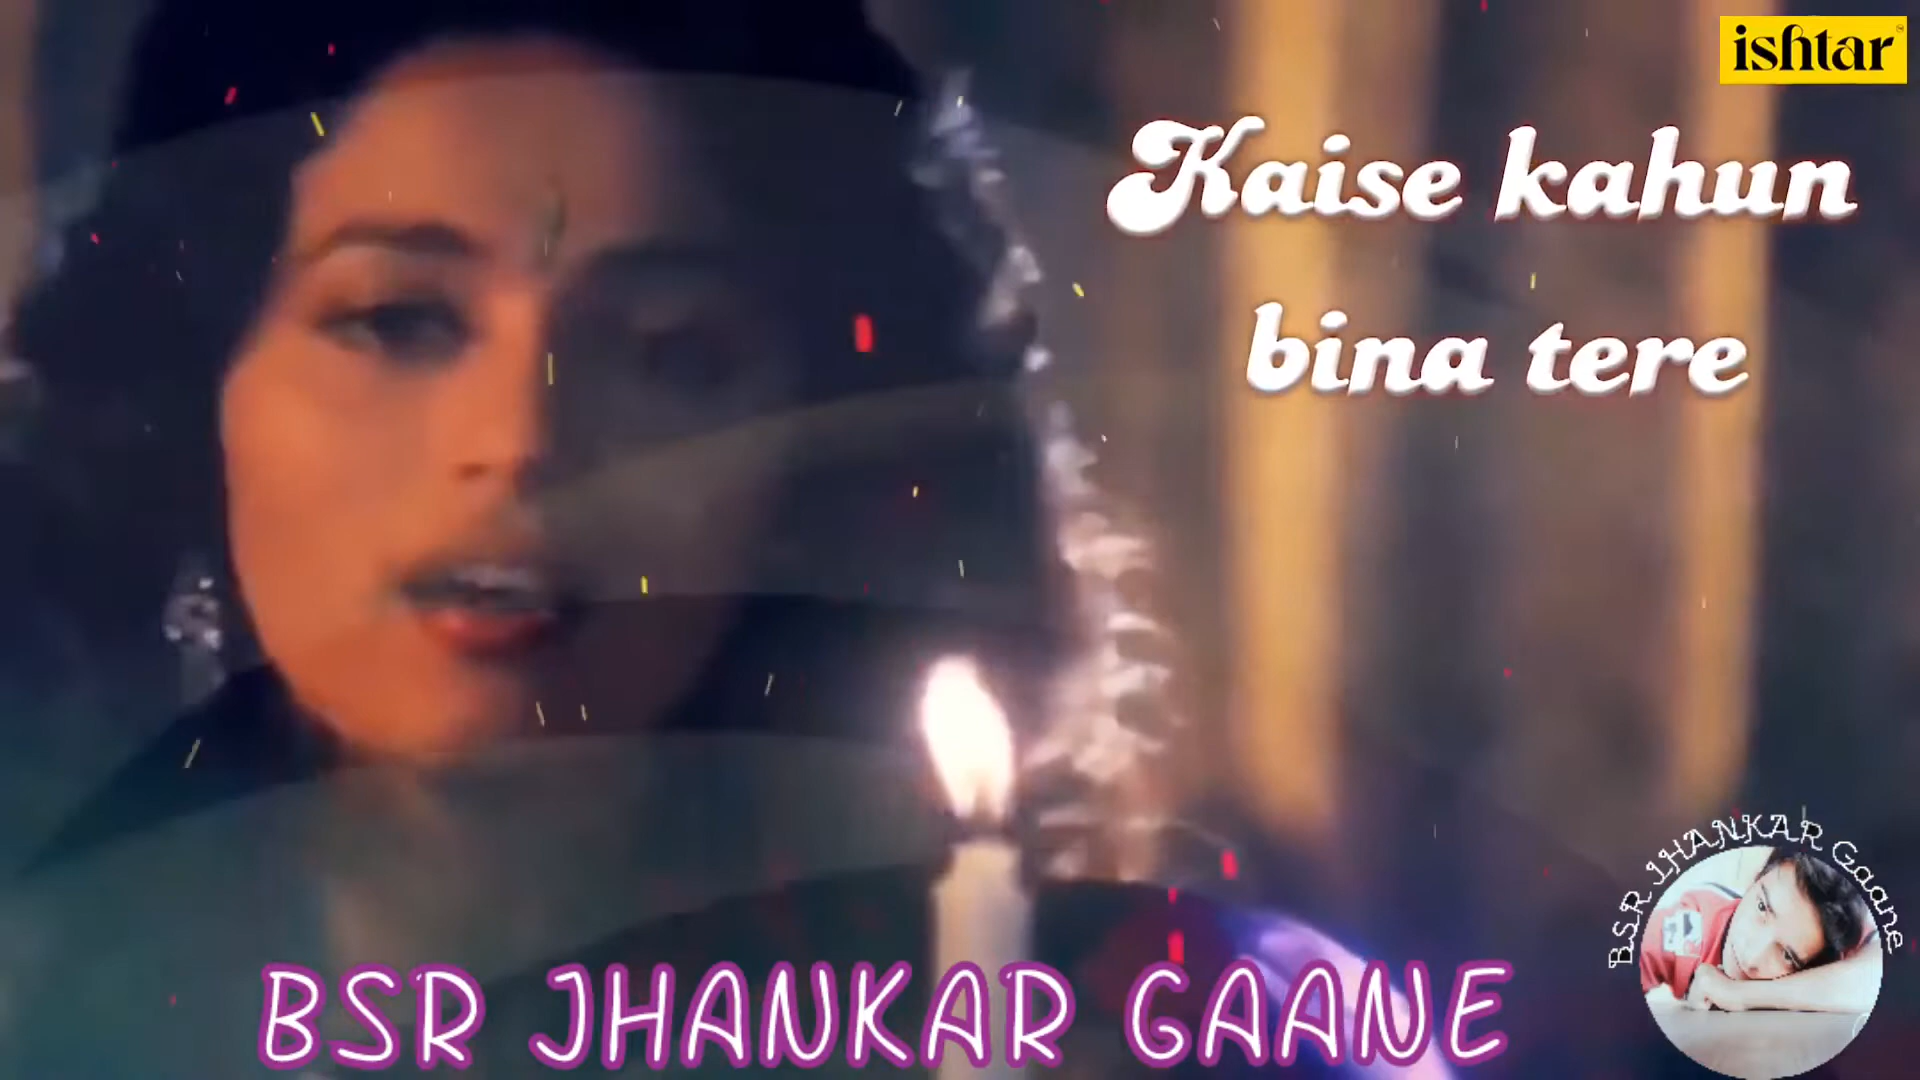 ishtar
Kaise kahun
bina tere
BSR JHANKAR Gaane
BSR JHANKAR GAANE